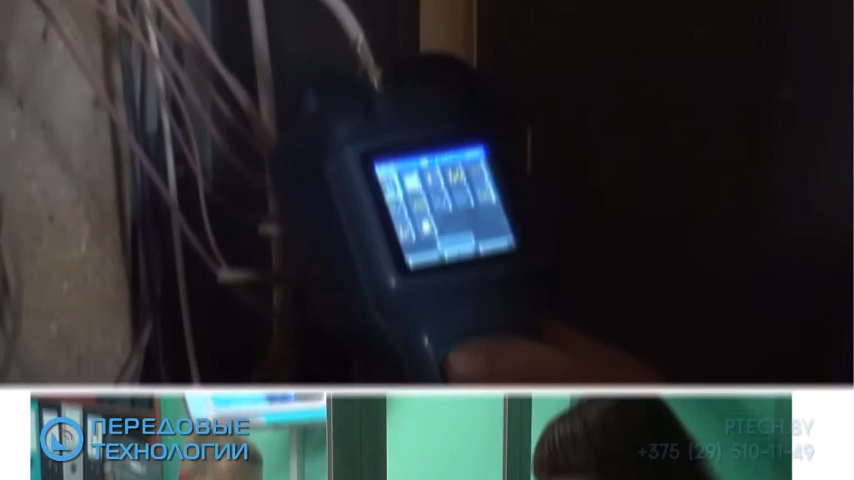 ПЕРЕДОВЫЕ
ТЕХНОЛОГИИ
PTECH.BY
+375 (29) 510-11-49